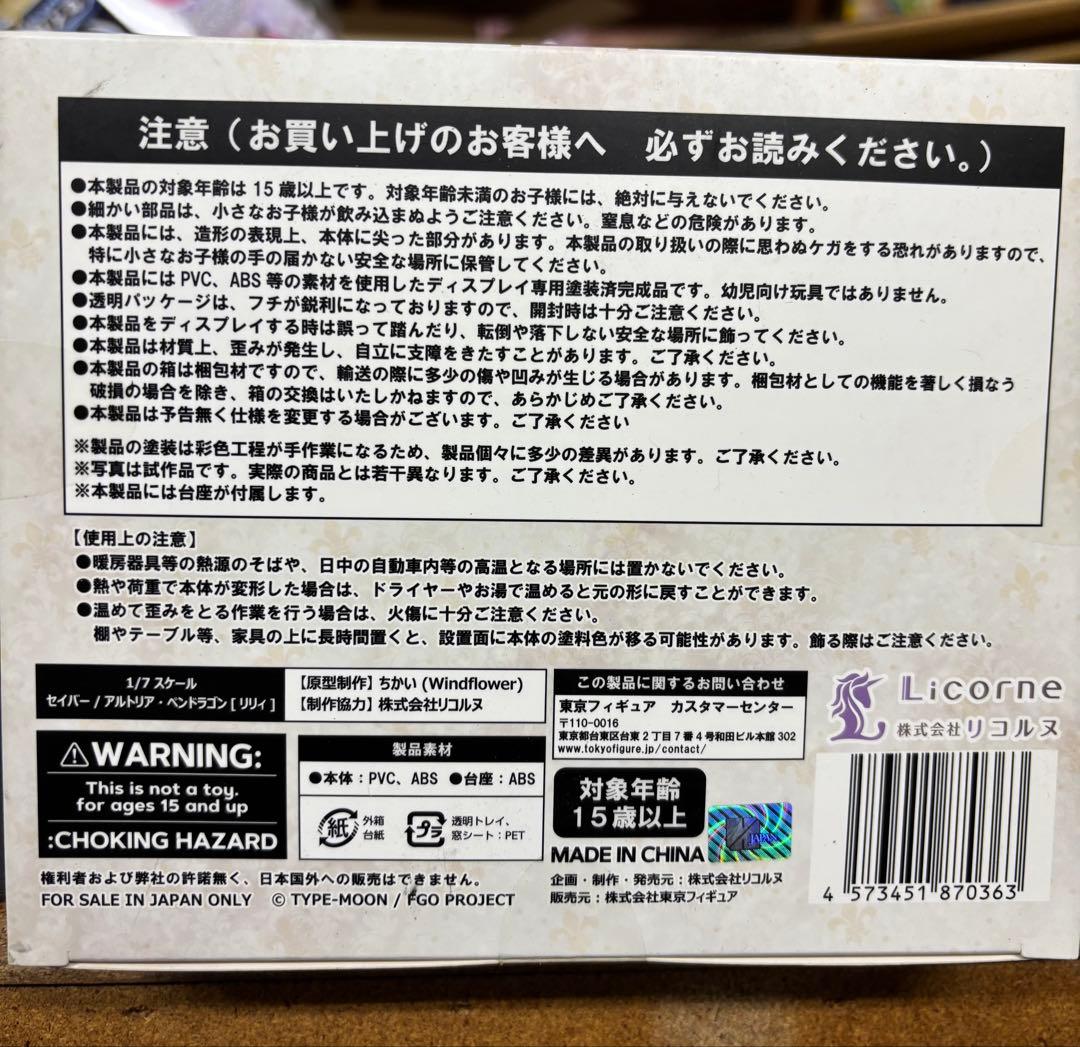 注意（お買い上げのお客様へ　必ずお読みください。）
●本製品の対象年齢は 15 歳以上です。対象年齢未満のお子様には、絶対に与えないでください。
●細かい部品は、小さなお子様が飲み込まぬようご注意ください。窒息などの危険があります。
●本製品には、造形の表現上、本体に尖った部分があります。本製品の取り扱いの際に思わぬケガをする恐れがありますので、
特に小さなお子様の手の届かない安全な場所に保管してください。
●本製品には PVC、ABS 等の素材を使用したディスプレイ専用塗装済完成品です。幼児向け玩具ではありません。
●透明パッケージは、フチが鋭利になっておりますので、開封時は十分ご注意ください。
●本製品をディスプレイする時は誤って踏んだり、転倒や落下しない安全な場所に飾ってください。
●本製品は材質上、歪みが発生し、自立に支障をきたすことがあります。ご了承ください。
●本製品の箱は梱包材ですので、輸送の際に多少の傷や凹みが生じる場合があります。梱包材としての機能を著しく損なう
破損の場合を除き、箱の交換はいたしかねますので、あらかじめご了承ください。
●本製品は予告無く仕様を変更する場合がございます。ご了承ください
※製品の塗装は彩色工程が手作業になるため、製品個々に多少の差異があります。ご了承ください。
※写真は試作品です。実際の商品とは若干異なります。ご了承ください。
※本製品には台座が付属します。
【使用上の注意】
●暖房器具等の熱源のそばや、日中の自動車内等の高温となる場所には置かないでください。
●熱や荷重で本体が変形した場合は、ドライヤーやお湯で温めると元の形に戻すことができます。
●温めて歪みをとる作業を行う場合は、火傷に十分ご注意ください。
棚やテーブル等、家具の上に長時間置くと、設置面に本体の塗料色が移る可能性があります。飾る際はご注意ください。
1/7 スケール
セイバー / アルトリア・ペンドラゴン [ リリィ ]
【原型制作】ちかい (Windflower)
【制作協力】株式会社リコルヌ
この製品に関するお問い合わせ
東京フィギュア　カスタマーセンター
〒110-0016
東京都台東区台東 2 丁目 7 番 4 号和田ビル本館 302
www.tokyofigure.jp/contact/
Licorne
株式会社リコルヌ
⚠WARNING:
This is not a toy.
for ages 15 and up
:CHOKING HAZARD
製品素材
●本体：PVC、ABS ●台座：ABS
紙
外箱
台紙
プラ
透明トレイ、
窓シート：PET
対象年齢
15歳以上
JAPAN
MADE IN CHINA
企画・制作・発売元：株式会社リコルヌ
販売元：株式会社東京フィギュア
4 573451 870363
権利者および弊社の許諾無く、日本国外への販売はできません。
FOR SALE IN JAPAN ONLY © TYPE-MOON / FGO PROJECT